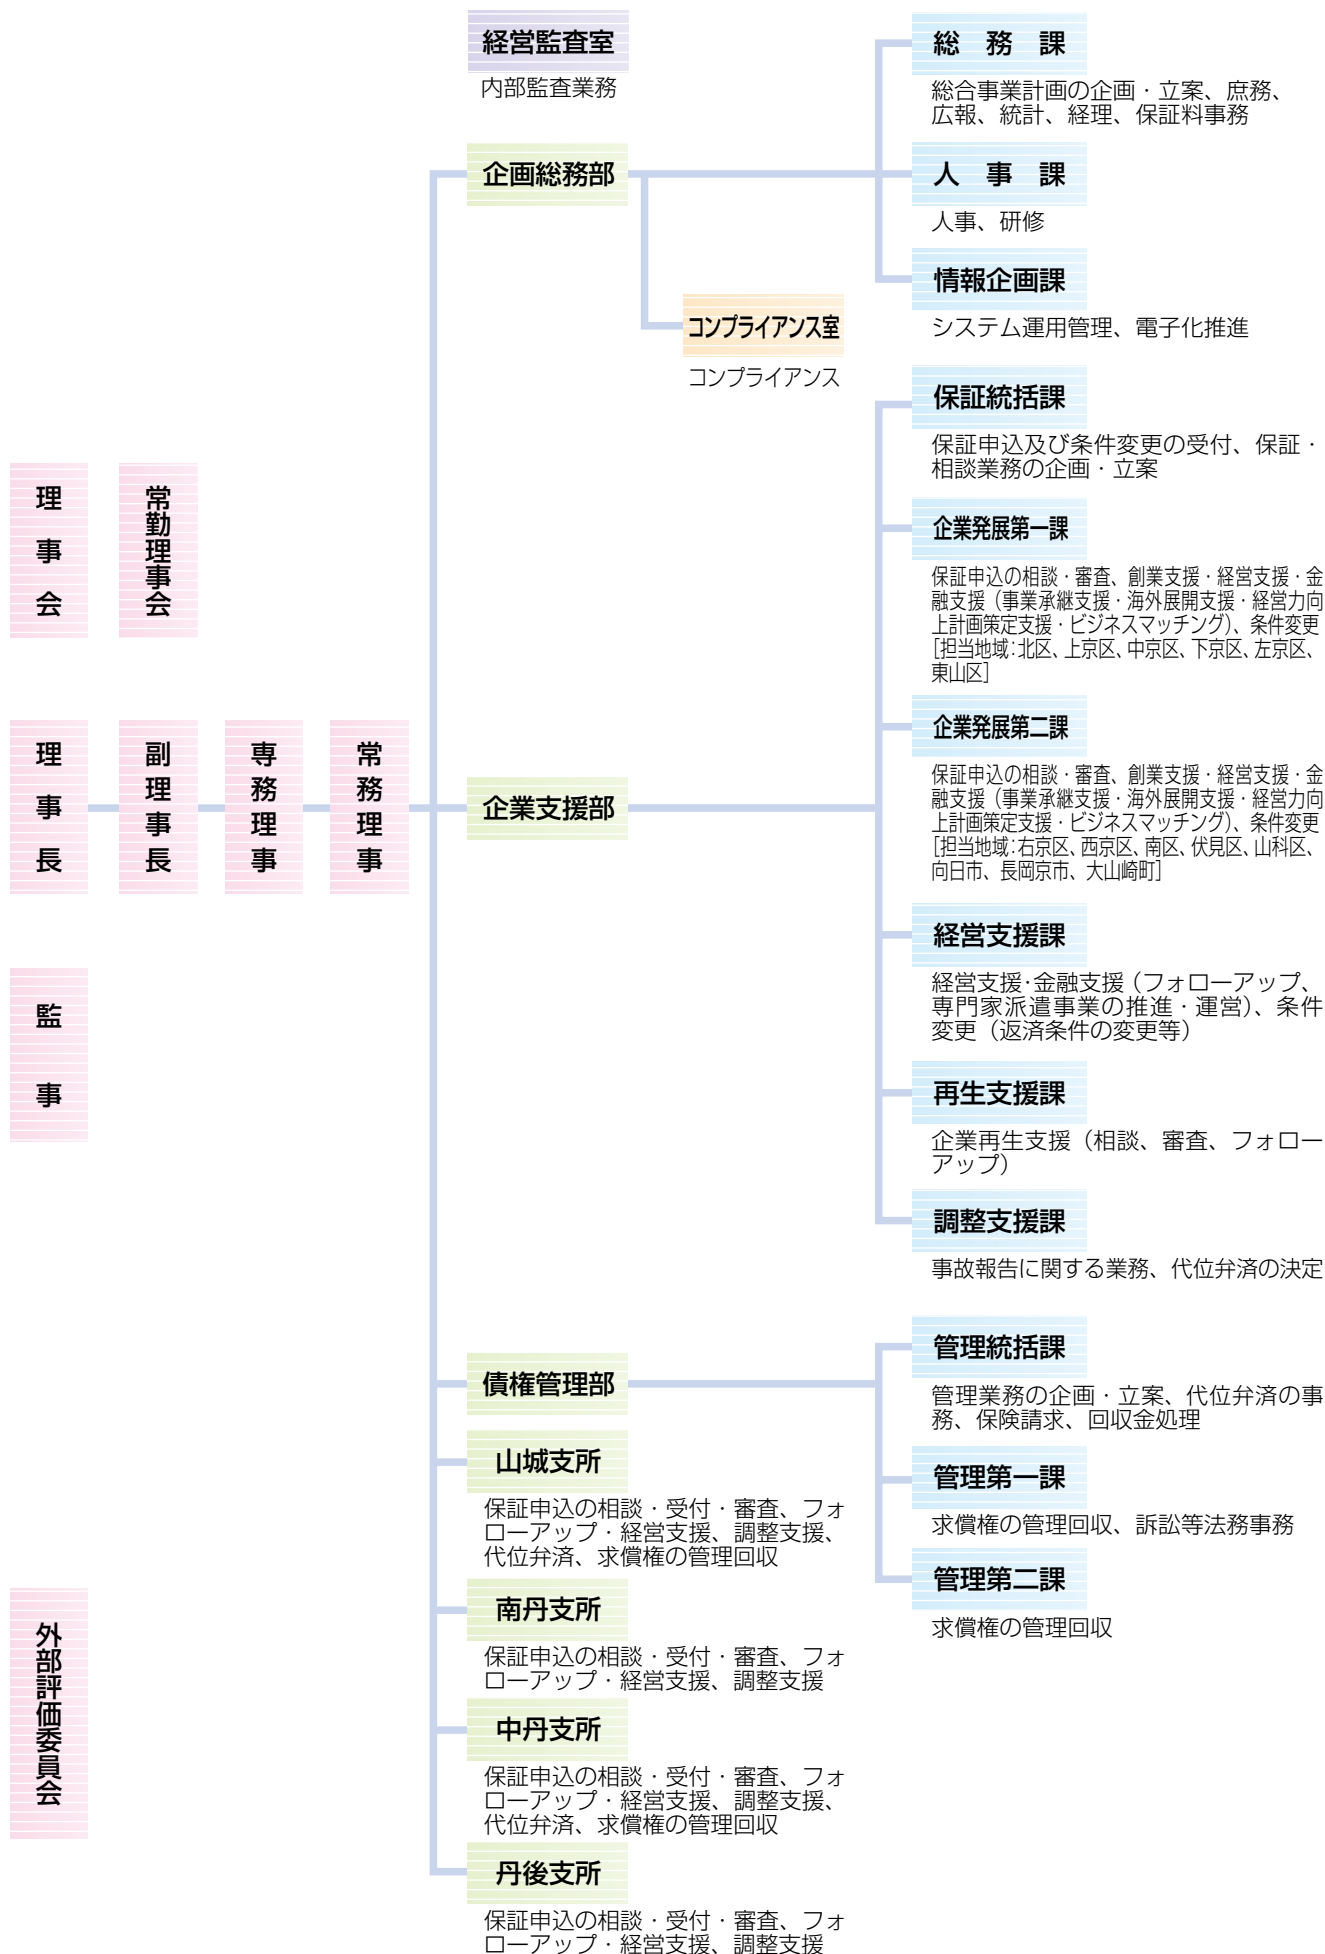 理事会
常勤理事会
理事長
副理事長
専務理事
常務理事
監事
外部評価委員会
経営監査室
内部監査業務
企画総務部
コンプライアンス室
コンプライアンス
総務課
総合事業計画の企画・立案、庶務、
広報、統計、経理、保証料事務
人事課
人事、研修
情報企画課
システム運用管理、電子化推進
企業支援部
保証統括課
保証申込及び条件変更の受付、保証・
相談業務の企画・立案
企業発展第一課
保証申込の相談・審査、創業支援・経営支援・金
融支援（事業承継支援・海外展開支援・経営力向
上計画策定支援・ビジネスマッチング）、条件変更
［担当地域：北区、上京区、中京区、下京区、左京区、
東山区］
企業発展第二課
保証申込の相談・審査、創業支援・経営支援・金
融支援（事業承継支援・海外展開支援・経営力向
上計画策定支援・ビジネスマッチング）、条件変更
［担当地域：右京区、西京区、南区、伏見区、山科区、
向日市、長岡京市、大山崎町］
経営支援課
経営支援・金融支援（フォローアップ、
専門家派遣事業の推進・運営）、条件
変更（返済条件の変更等）
再生支援課
企業再生支援（相談、審査、フォロー
アップ）
調整支援課
事故報告に関する業務、代位弁済の決定
債権管理部
管理統括課
管理業務の企画・立案、代位弁済の事
務、保険請求、回収金処理
管理第一課
求償権の管理回収、訴訟等法務事務
管理第二課
求償権の管理回収
山城支所
保証申込の相談・受付・審査、フォ
ローアップ・経営支援、調整支援、
代位弁済、求償権の管理回収
南丹支所
保証申込の相談・受付・審査、フォ
ローアップ・経営支援、調整支援
中丹支所
保証申込の相談・受付・審査、フォ
ローアップ・経営支援、調整支援、
代位弁済、求償権の管理回収
丹後支所
保証申込の相談・受付・審査、フォ
ローアップ・経営支援、調整支援